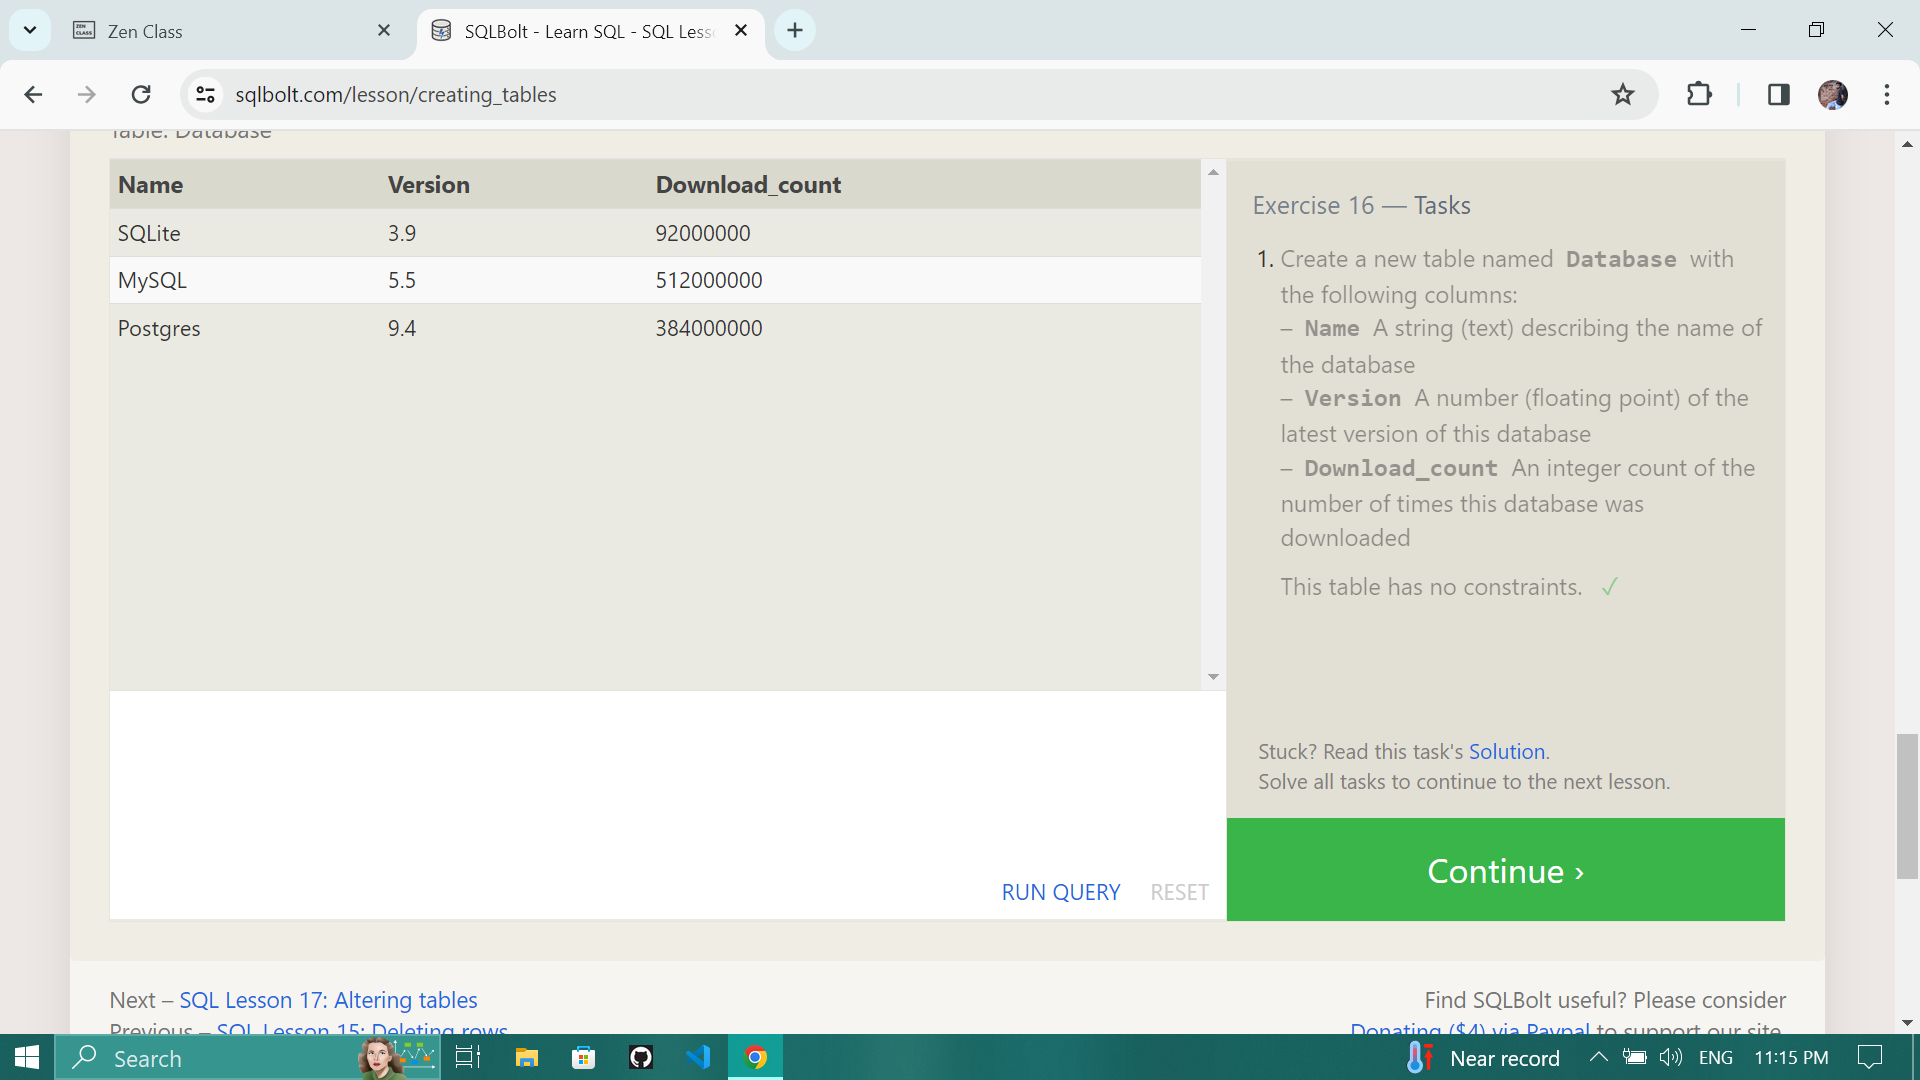 Zen Class
SQLBolt - Learn SQL - SQL Less
sqlbolt.com/lesson/creating_tables
Table: Database
Name Version Download_count
SQLite 3.9 92000000
MySQL 5.5 512000000
Postgres 9.4 384000000
Exercise 16 — Tasks
1. Create a new table named Database with
the following columns:
– Name A string (text) describing the name of
the database
– Version A number (floating point) of the
latest version of this database
– Download_count An integer count of the
number of times this database was
downloaded
This table has no constraints. ✓
Stuck? Read this task's Solution.
Solve all tasks to continue to the next lesson.
RUN QUERY RESET
Continue ›
Next – SQL Lesson 17: Altering tables
Previous – SQL Lesson 15: Deleting rows
Find SQLBolt useful? Please consider
Donating ($4) via Paypal to support our site.
Search
Near record
ENG
11:15 PM